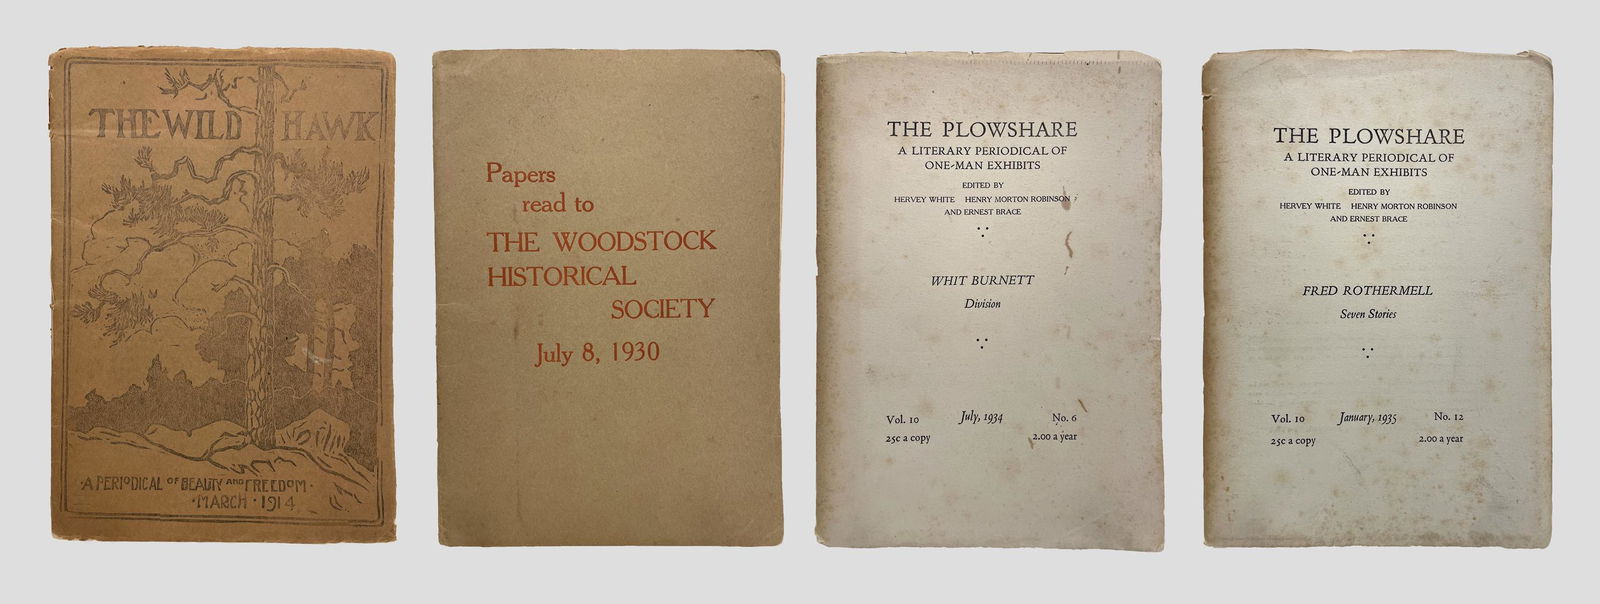 THE WILD HAWK
·A PERIODICAL OF BEAUTY AND FREEDOM·
·MARCH·1914
Papers
read to
THE WOODSTOCK
HISTORICAL
SOCIETY
July 8, 1930
THE PLOWSHARE
A LITERARY PERIODICAL OF
ONE-MAN EXHIBITS
EDITED BY
HERVEY WHITE HENRY MORTON ROBINSON
AND ERNEST BRACE
WHIT BURNETT
Division
Vol. 10 July, 1934 No. 6
25c a copy 2.00 a year
THE PLOWSHARE
A LITERARY PERIODICAL OF
ONE-MAN EXHIBITS
EDITED BY
HERVEY WHITE HENRY MORTON ROBINSON
AND ERNEST BRACE
FRED ROTHERMELL
Seven Stories
Vol. 10 January, 1935 No. 12
25c a copy 2.00 a year